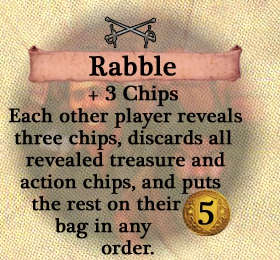 Rabble
+ 3 Chips
Each other player reveals
three chips, discards all
revealed treasure and
action chips, and puts
the rest on their
bag in any
order.
5